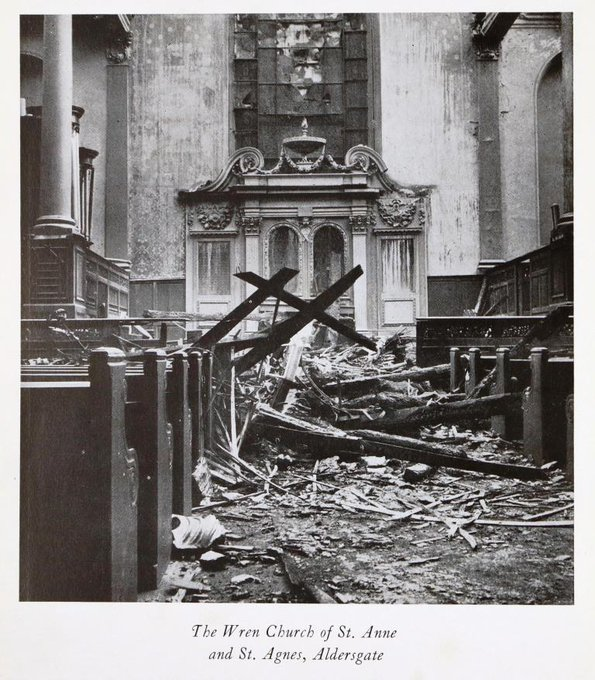 The Wren Church of St. Anne
and St. Agnes, Aldersgate